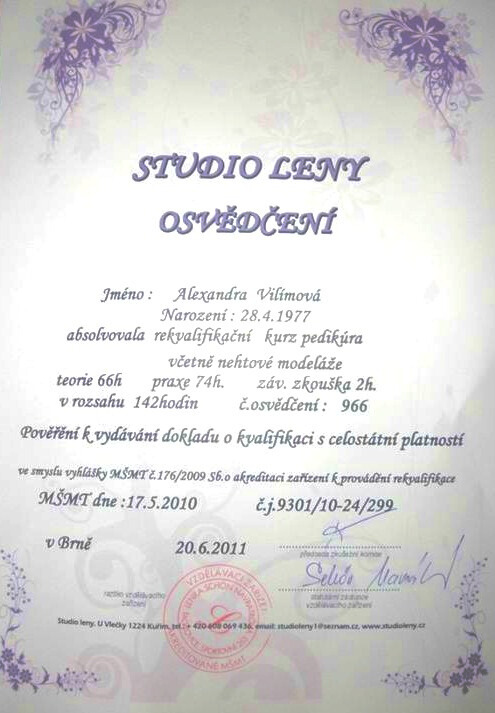 STUDIO LENY
OSVĚDČENÍ
Jméno : Alexandra Vilímová
Narození : 28.4.1977
absolvovala rekvalifikační kurz pedikúra
včetně nehtové modeláže
teorie 66h praxe 74h. záv. zkouška 2h.
v rozsahu 142hodin č.osvědčení : 966
Pověření k vydávání dokladu o kvalifikaci s celostátní platností
ve smyslu vyhlášky MŠMT č.176/2009 Sb.o akreditaci zařízení k provádění rekvalifikace
MŠMT dne :17.5.2010 č.j.9301/10-24/299
v Brně 20.6.2011
předseda zkušební komise
razítko vzdělávacího
zařízení
statutární zástupce
vzdělávacího zařízení
VZDĚLÁVACÍ ZAŘÍZENÍ
AKREDITOVANÉ MŠMT
Studio leny. U Vlečky 1224 Kuřim, tel.: + 420 608 069 436, email: studioleny1@seznam.cz, www.studioleny.cz